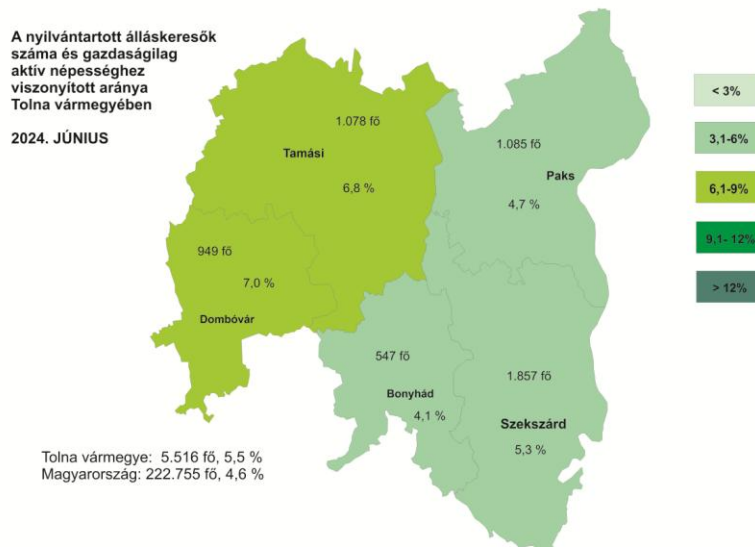 A nyilvántartott álláskeresők
száma és gazdaságilag
aktív népességhez
viszonyított aránya
Tolna vármegyében
2024. JÚNIUS
1.078 fő
Tamási
6,8 %
1.085 fő
Paks
4,7 %
949 fő
7,0 %
Dombóvár
547 fő
Bonyhád
4,1 %
1.857 fő
Szekszárd
5,3 %
< 3%
3,1-6%
6,1-9%
9,1- 12%
> 12%
Tolna vármegye: 5.516 fő, 5,5 %
Magyarország: 222.755 fő, 4,6 %